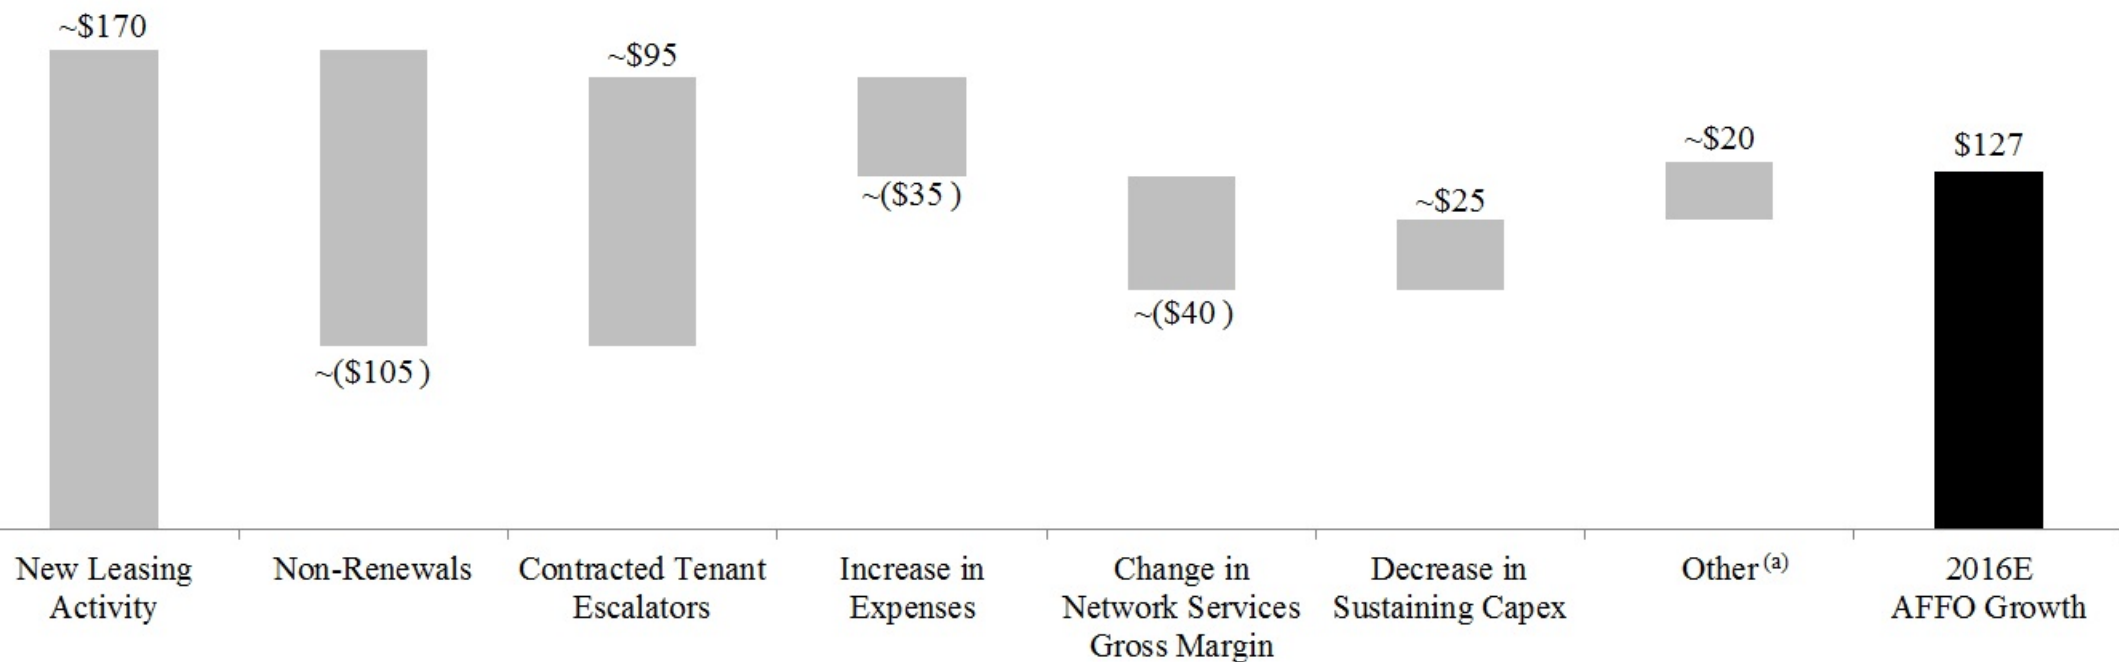 ~$170
~$95
~$20
$127
~($35 )
~$25
~($40 )
~($105 )
New Leasing
Activity
Non-Renewals
Contracted Tenant
Escalators
Increase in
Expenses
Change in
Network Services
Gross Margin
Decrease in
Sustaining Capex
Other (a)
2016E
AFFO Growth